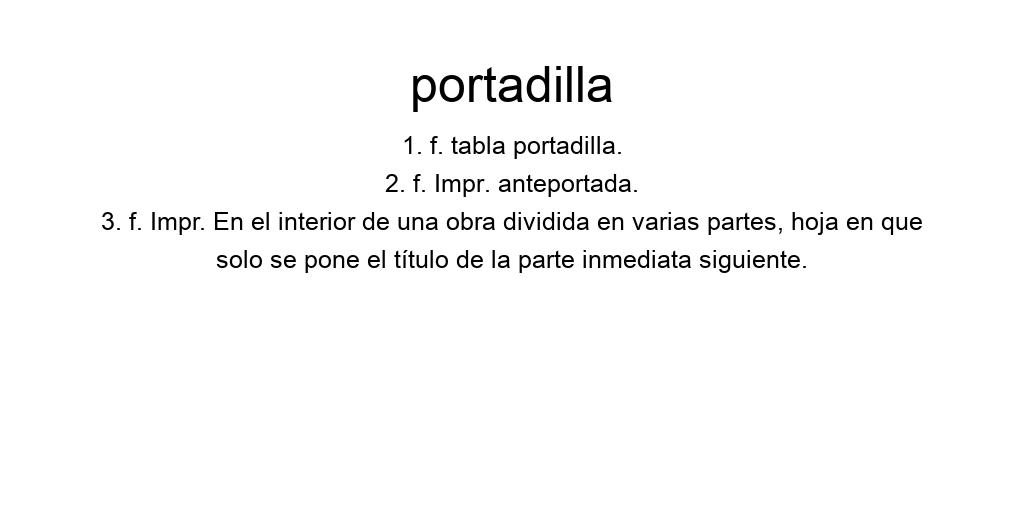 portadilla
1. f. tabla portadilla.
2. f. Impr. anteportada.
3. f. Impr. En el interior de una obra dividida en varias partes, hoja en que
solo se pone el título de la parte inmediata siguiente.